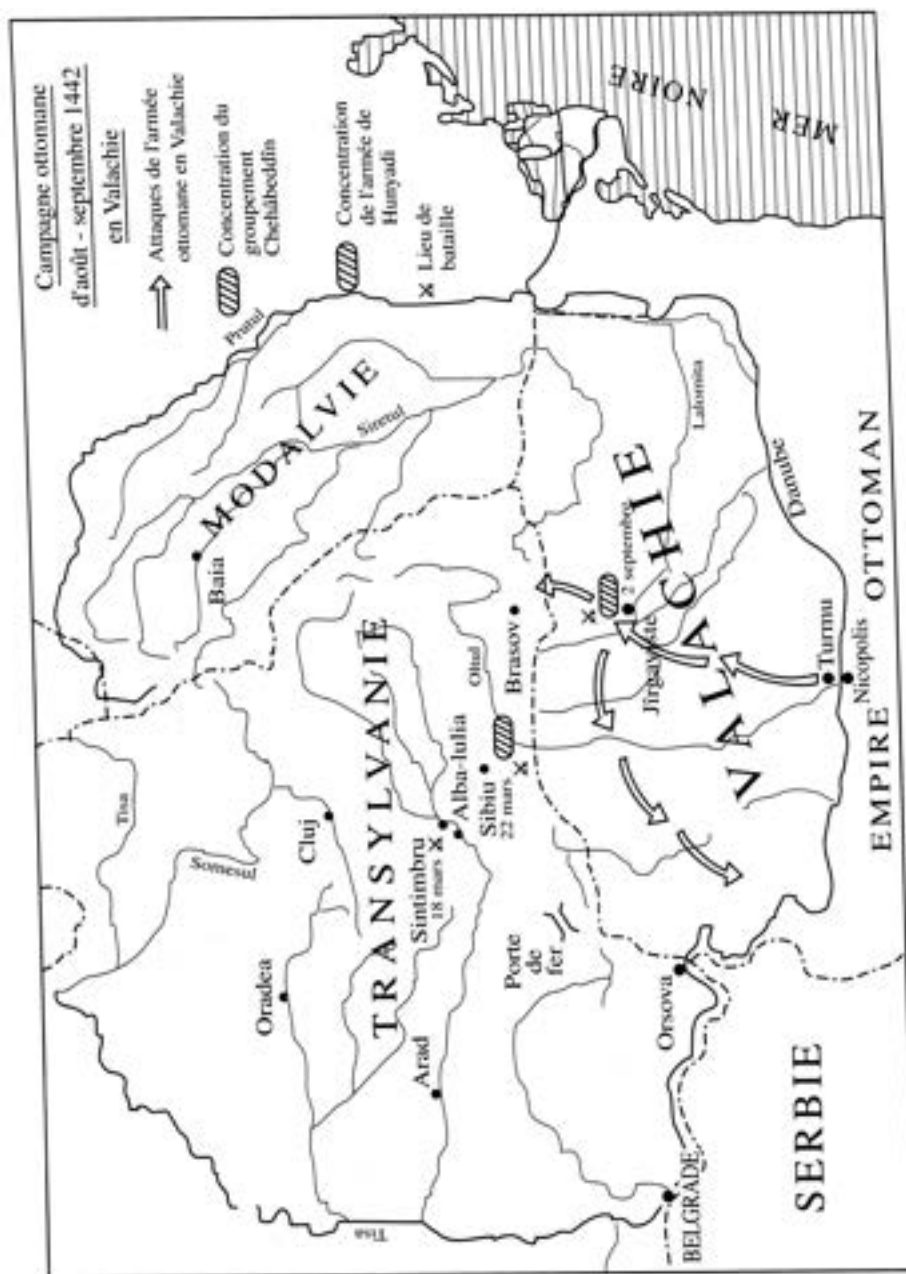 Campagne ottomane
d'août - septembre 1442
en Valachie
Attaques de l'armée
ottomane en Valachie
Concentration du
groupement
Chehâbeddin
Concentration
de l'armée de
Hunyadi
Lieu de
bataille
MER NOIRE
Prutul
MODALVIE
Siretul
Baia
Tisa
Somesul
Cluj
Oradea
TRANSYLVANIE
Sintimbru
18 mars
Alba-Iulia
Arad
Sibiu
22 mars
Oltul
Brasov
Tisa
Porte
de
fer
Orsova
BELGRADE
SERBIE
VALACHIE
2 septembre
Jirgaviste
Lalomita
Danube
Turmu
Nicopolis
EMPIRE OTTOMAN